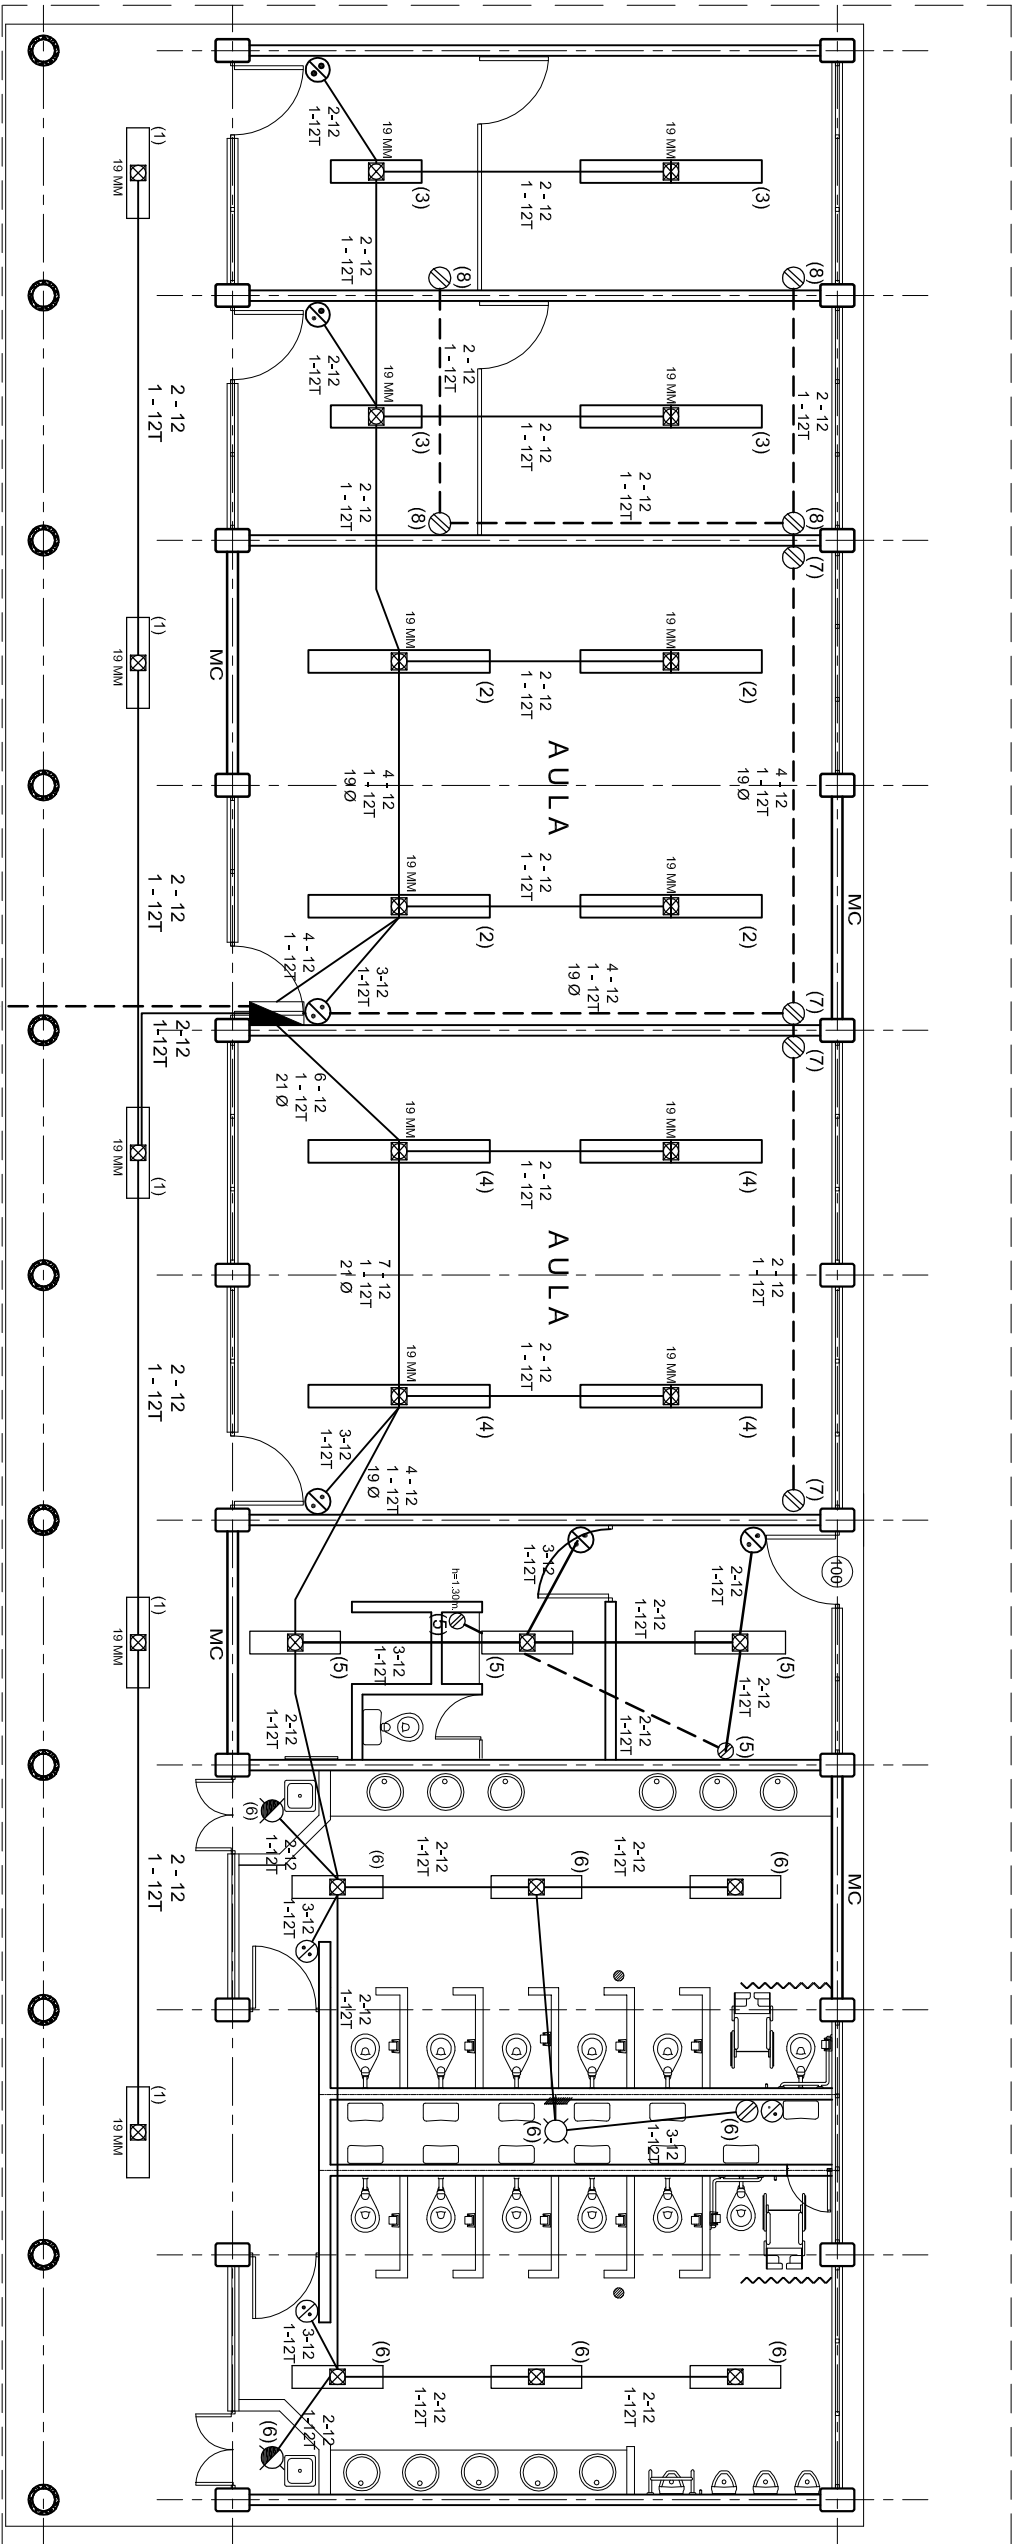 (1)
19 MM
2-12
1-12T
19 MM
(3)
2 - 12
1 - 12T
19 MM
(3)
2 - 12
1 - 12T
(8)
(8)
2-12
1-12T
19 MM
(3)
2 - 12
1 - 12T
19 MM
(3)
2 - 12
1 - 12T
2 - 12
1 - 12T
2 - 12
1 - 12T
2 - 12
1 - 12T
2 - 12
1 - 12T
(8)
(8)
(7)
(1)
19 MM
MC
19 MM
(2)
2 - 12
1 - 12T
19 MM
(2)
AULA
4 - 12
1 - 12T
19 Ø
4 - 12
1 - 12T
19 Ø
2 - 12
1 - 12T
19 MM
(2)
2 - 12
1 - 12T
19 MM
(2)
MC
4 - 12
1 - 12T
3-12
1-12T
4 - 12
1 - 12T
19 Ø
(7)
(7)
2-12
1-12T
6 - 12
1 - 12T
21 Ø
(1)
19 MM
19 MM
(4)
2 - 12
1 - 12T
19 MM
(4)
AULA
7 - 12
1 - 12T
21 Ø
2 - 12
1 - 12T
2 - 12
1 - 12T
19 MM
(4)
2 - 12
1 - 12T
19 MM
(4)
3-12
1-12T
4 - 12
1 - 12T
19 Ø
(7)
(1)
19 MM
MC
100
3-12
1-12T
2-12
1-12T
h=1.30m.
(5)
(5)
3-12
1-12T
(5)
2-12
1-12T
(5)
2-12
1-12T
2-12
1-12T
(5)
2-12
1-12T
2 - 12
1 - 12T
MC
(6)
2-12
1-12T
(6)
2-12
1-12T
(6)
2-12
1-12T
(6)
3-12
1-12T
2-12
1-12T
(6)
3-12
1-12T
(6)
(1)
19 MM
3-12
1-12T
(6)
2-12
1-12T
(6)
2-12
1-12T
(6)
2-12
1-12T
(6)